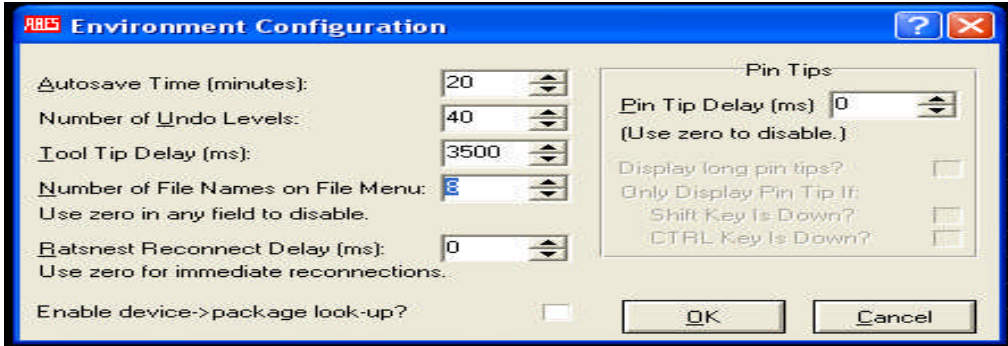 ARES Environment Configuration
Autosave Time (minutes): 20
Number of Undo Levels: 40
Tool Tip Delay (ms): 3500
Number of File Names on File Menu: 8
Use zero in any field to disable.
Ratsnest Reconnect Delay (ms): 0
Use zero for immediate reconnections.
Enable device->package look-up?
Pin Tips
Pin Tip Delay (ms) 0
(Use zero to disable.)
Display long pin tips?
Only Display Pin Tip If:
Shift Key Is Down?
CTRL Key Is Down?
OK Cancel